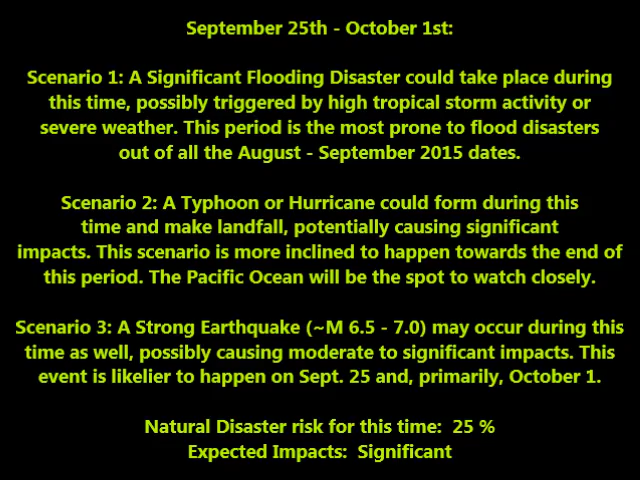 September 25th - October 1st:
Scenario 1: A Significant Flooding Disaster could take place during
this time, possibly triggered by high tropical storm activity or
severe weather. This period is the most prone to flood disasters
out of all the August - September 2015 dates.
Scenario 2: A Typhoon or Hurricane could form during this
time and make landfall, potentially causing significant
impacts. This scenario is more inclined to happen towards the end of
this period. The Pacific Ocean will be the spot to watch closely.
Scenario 3: A Strong Earthquake (~M 6.5 - 7.0) may occur during this
time as well, possibly causing moderate to significant impacts. This
event is likelier to happen on Sept. 25 and, primarily, October 1.
Natural Disaster risk for this time:  25 %
Expected Impacts:  Significant